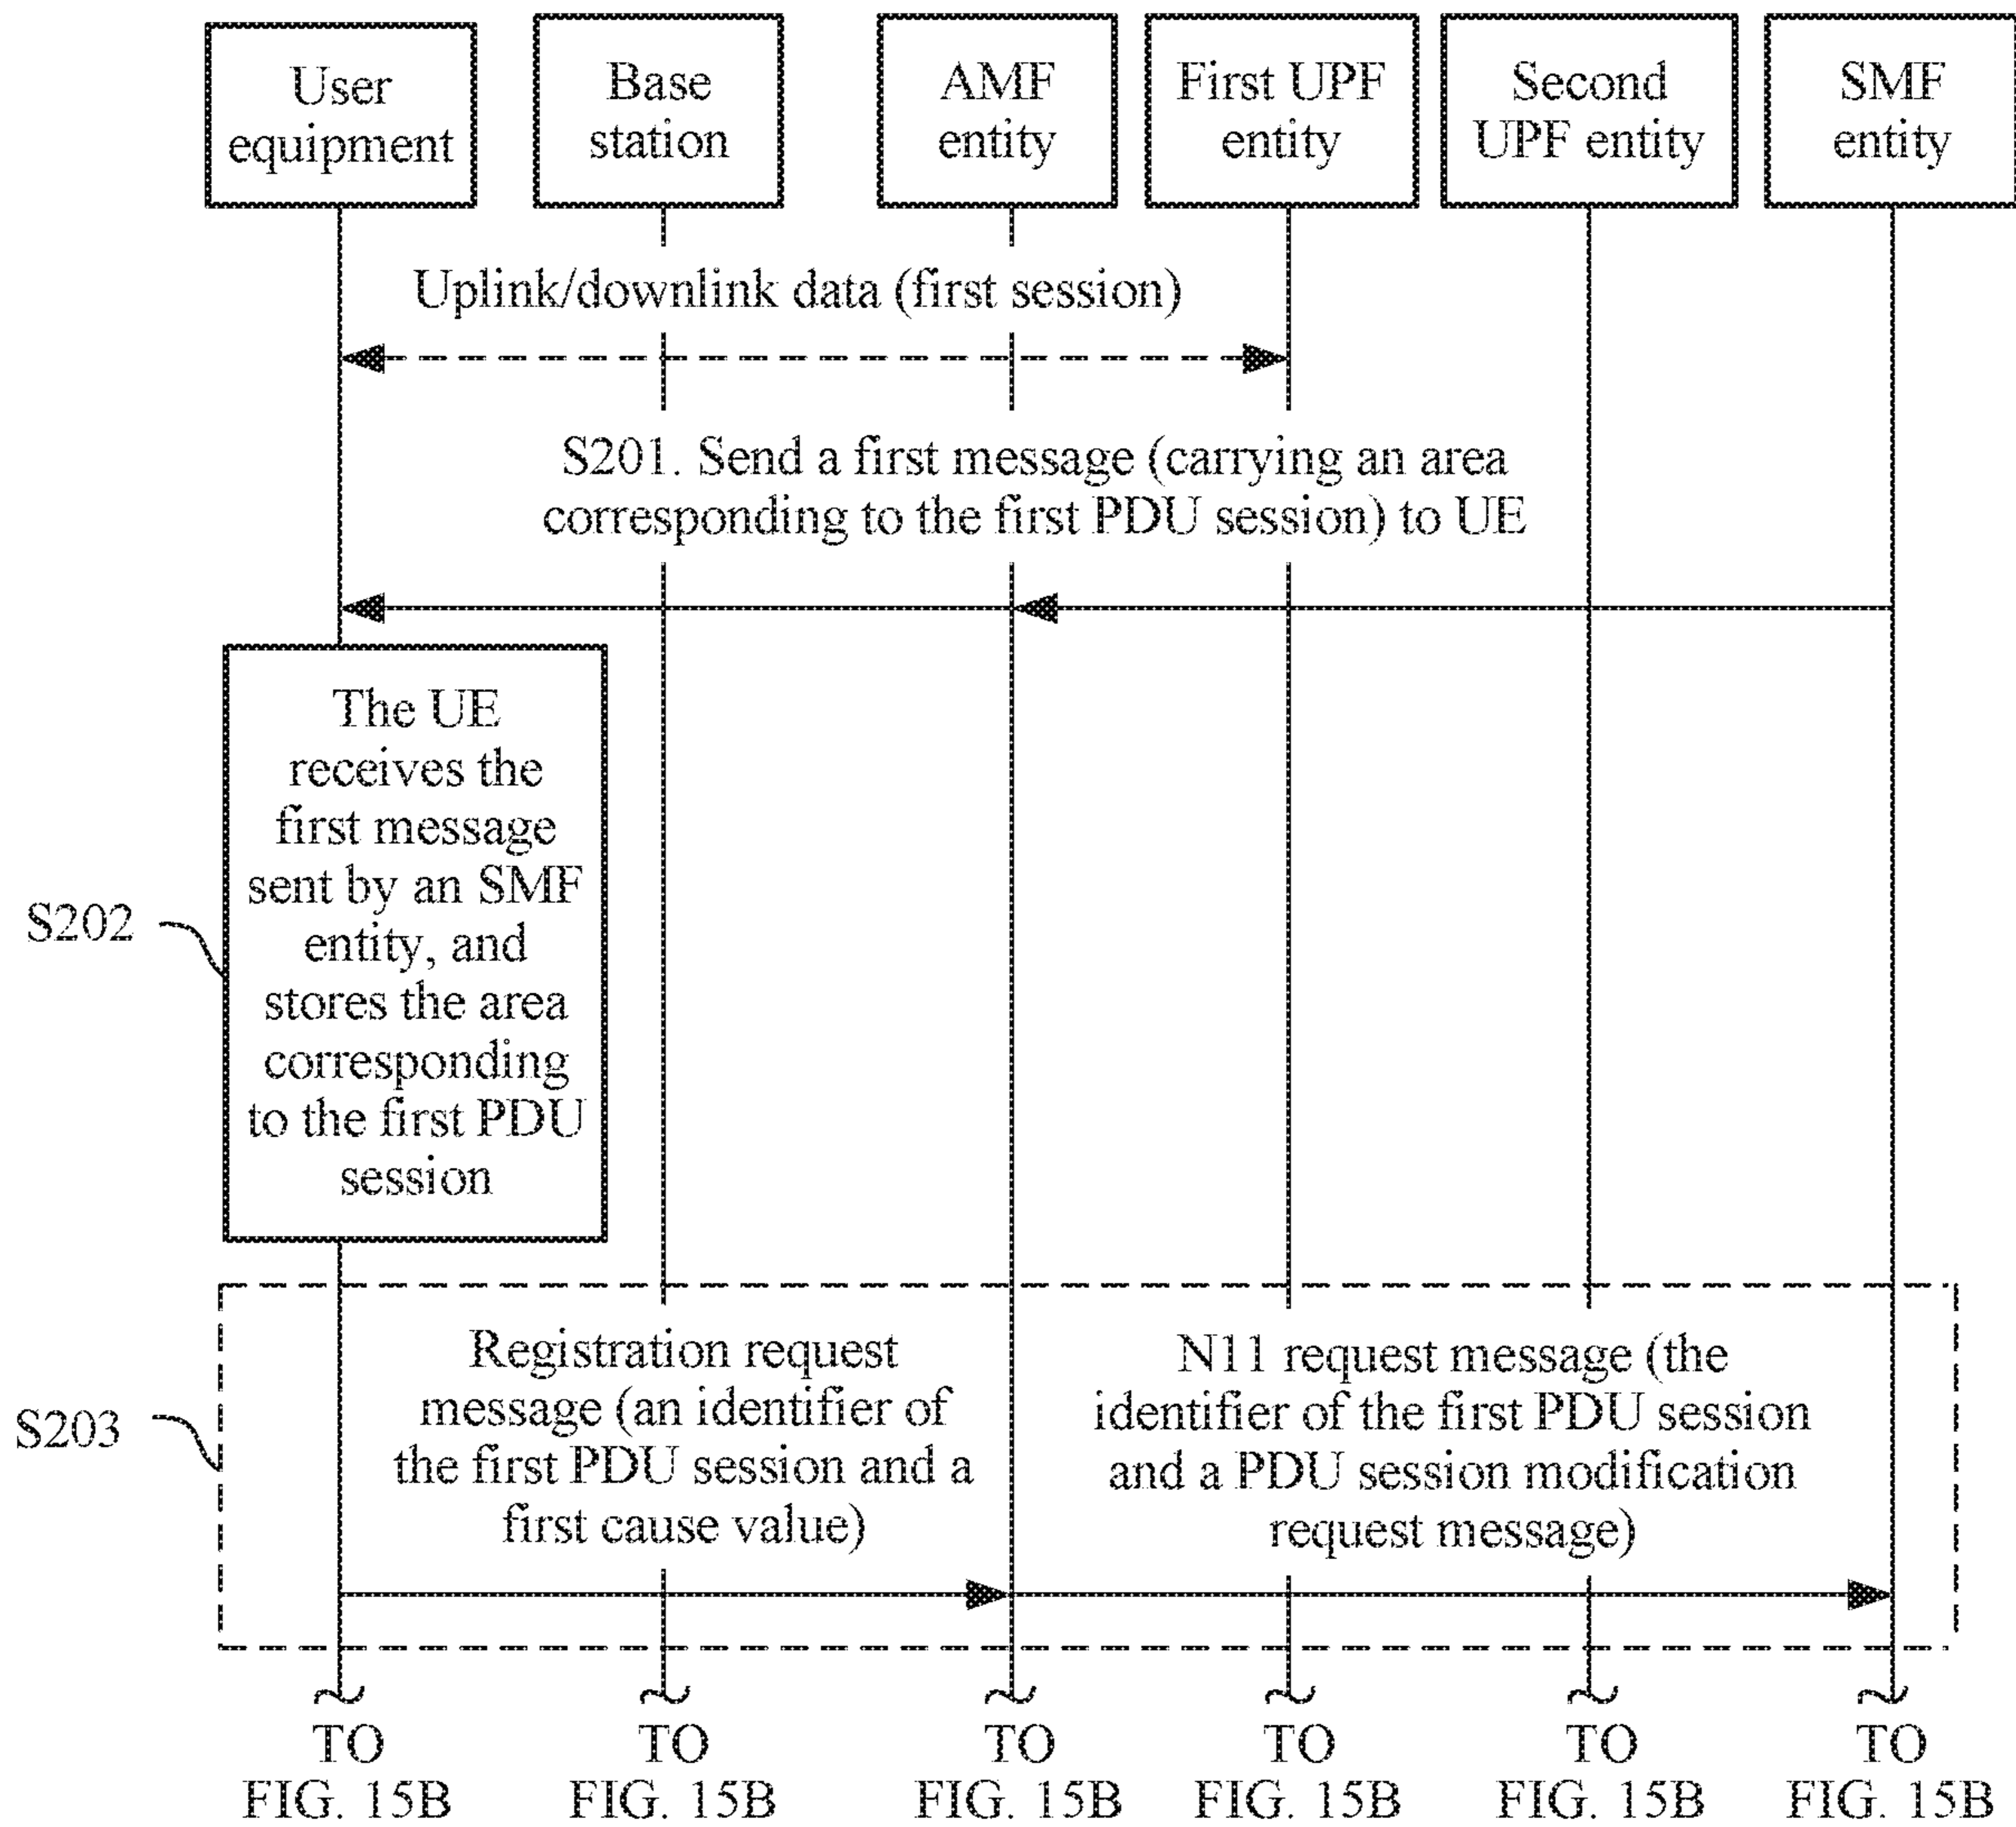 User
equipment
Base
station
AMF
entity
First UPF
entity
Second
UPF entity
SMF
entity
Uplink/downlink data (first session)
S201. Send a first message (carrying an area
corresponding to the first PDU session) to UE
The UE
receives the
first message
sent by an SMF
entity, and
stores the area
corresponding
to the first PDU
session
S202
Registration request
message (an identifier of
the first PDU session and a
first cause value)
N11 request message (the
identifier of the first PDU session
and a PDU session modification
request message)
S203
TO
FIG. 15B
TO
FIG. 15B
TO
FIG. 15B
TO
FIG. 15B
TO
FIG. 15B
TO
FIG. 15B